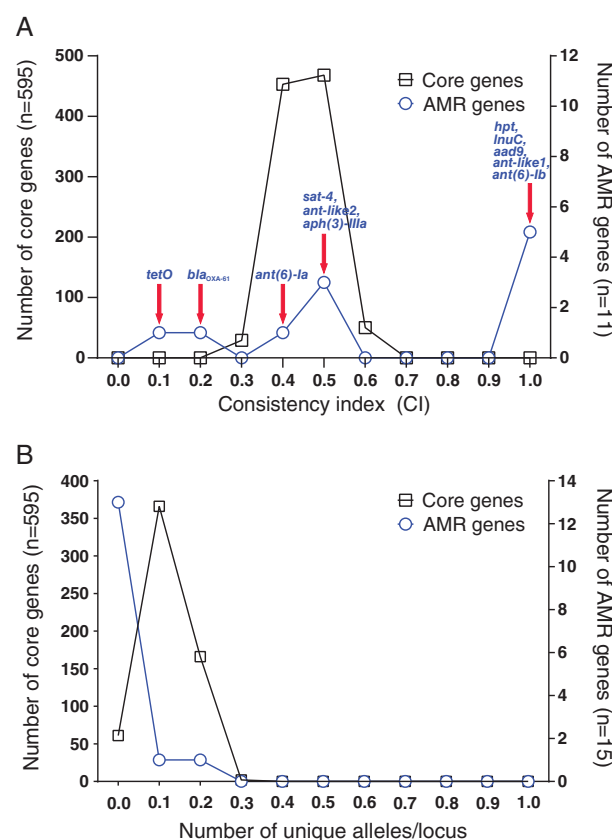 A
Number of core genes (n=595)
500
400
300
200
100
0
Core genes
AMR genes
tetO
blaOXA-61
ant(6)-Ia
sat-4,
ant-like2,
aph(3)-IIIa
hpt,
lnuC,
aad9,
ant-like1,
ant(6)-Ib
12
10
8
6
4
2
0
Number of AMR genes (n=11)
0.0 0.1 0.2 0.3 0.4 0.5 0.6 0.7 0.8 0.9 1.0
Consistency index (CI)
B
Number of core genes (n=595)
400
350
300
250
200
150
100
50
0
Core genes
AMR genes
14
12
10
8
6
4
2
0
Number of AMR genes (n=15)
0.0 0.1 0.2 0.3 0.4 0.5 0.6 0.7 0.8 0.9 1.0
Number of unique alleles/locus